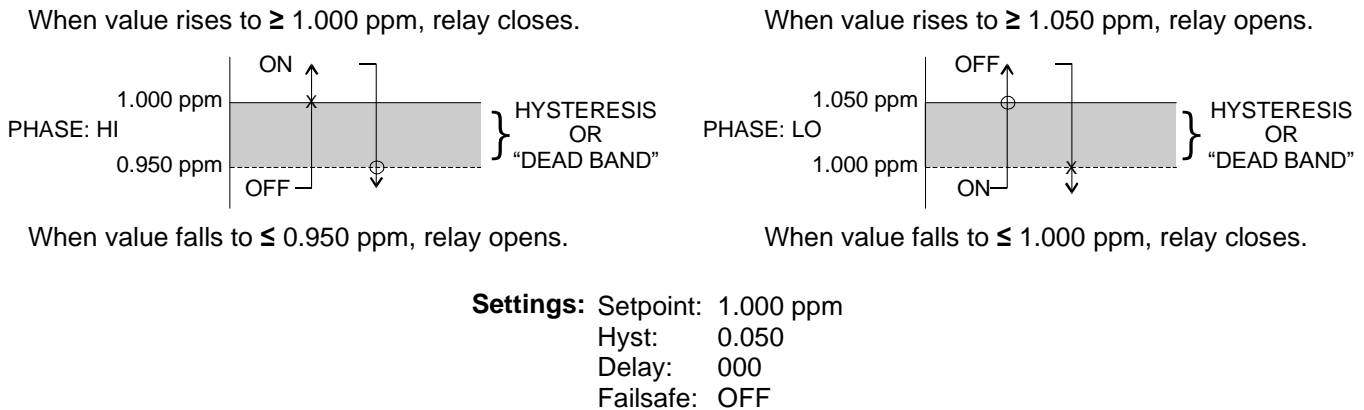 When value rises to ≥ 1.000 ppm, relay closes.
ON
1.000 ppm
PHASE: HI
0.950 ppm
OFF
X
HYSTERESIS
OR
“DEAD BAND”
When value falls to ≤ 0.950 ppm, relay opens.
When value rises to ≥ 1.050 ppm, relay opens.
OFF
1.050 ppm
PHASE: LO
1.000 ppm
ON
X
HYSTERESIS
OR
“DEAD BAND”
When value falls to ≤ 1.000 ppm, relay closes.
Settings: Setpoint: 1.000 ppm
Hyst: 0.050
Delay: 000
Failsafe: OFF